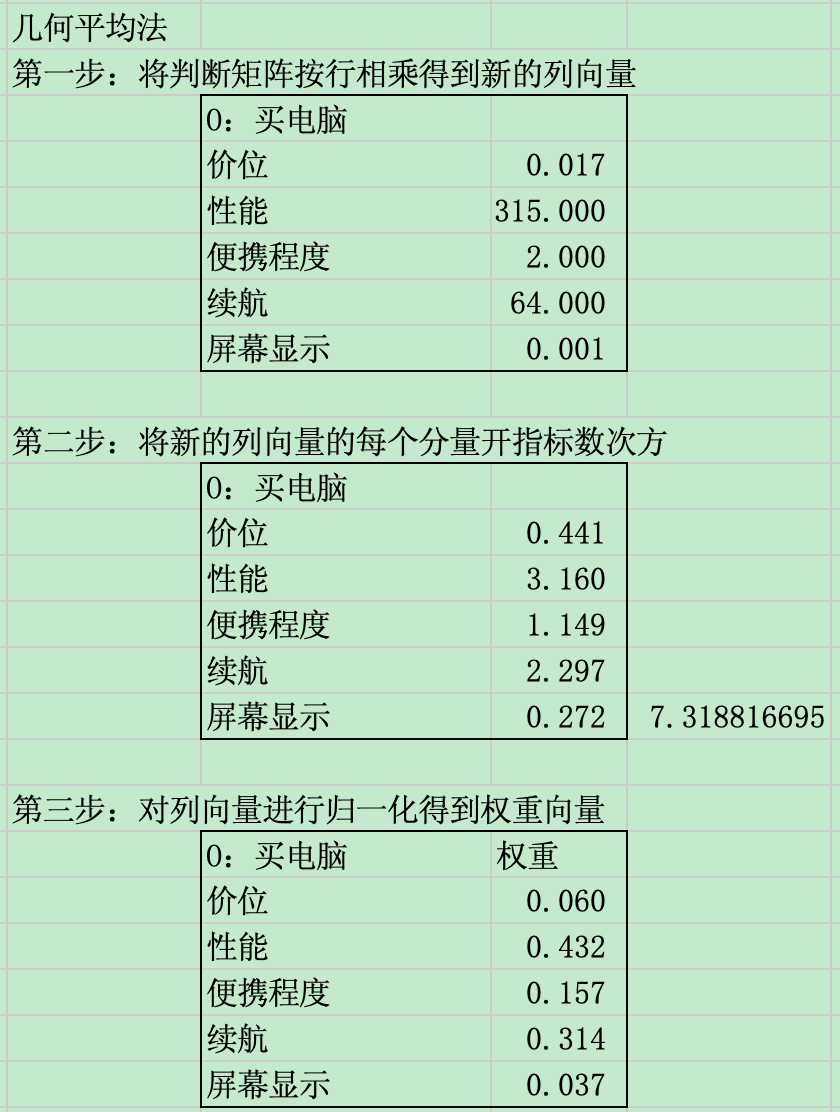 几何平均法
第一步：将判断矩阵按行相乘得到新的列向量
O：买电脑
价位 0.017
性能 315.000
便携程度 2.000
续航 64.000
屏幕显示 0.001
第二步：将新的列向量的每个分量开指标数次方
O：买电脑
价位 0.441
性能 3.160
便携程度 1.149
续航 2.297
屏幕显示 0.272 7.318816695
第三步：对列向量进行归一化得到权重向量
O：买电脑 权重
价位 0.060
性能 0.432
便携程度 0.157
续航 0.314
屏幕显示 0.037